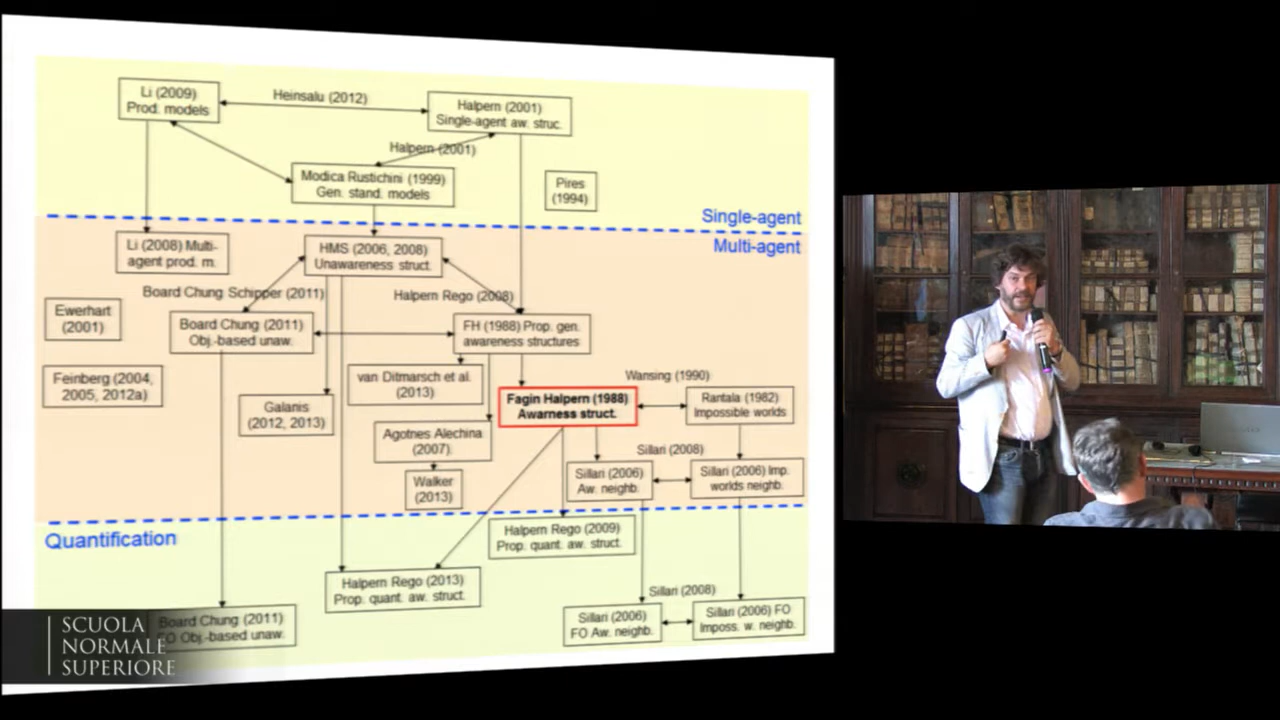 Li (2009)
Prod. models
Heinsalu (2012)
Halpern (2001)
Single-agent aw. struc.
Halpern (2001)
Modica Rustichini (1999)
Gen. stand. models
Pires
(1994)
Single-agent
Multi-agent
Li (2008) Multi-
agent prod. m.
HMS (2006, 2008)
Unawareness struct.
Board Chung Schipper (2011)
Halpern Rego (2008)
Ewerhart
(2001)
Board Chung (2011)
Obj.-based unaw.
FH (1988) Prop. gen.
awareness structures
Feinberg (2004,
2005, 2012a)
van Ditmarsch et al.
(2013)
Wansing (1990)
Galanis
(2012, 2013)
Fagin Halpern (1988)
Awarness struct.
Rantala (1982)
Impossible worlds
Agotnes Alechina
(2007)
Walker
(2013)
Sillari (2008)
Sillari (2006)
Aw. neighb.
Sillari (2006) Imp.
worlds neighb.
Quantification
Halpern Rego (2009)
Prop. quant. aw. struct.
Halpern Rego (2013)
Prop. quant. aw. struct.
Sillari (2008)
Board Chung (2011)
FO Obj.-based unaw.
Sillari (2006)
FO Aw. neighb.
Sillari (2006) FO
Imposs. w. neighb.
SCUOLA
NORMALE
SUPERIORE